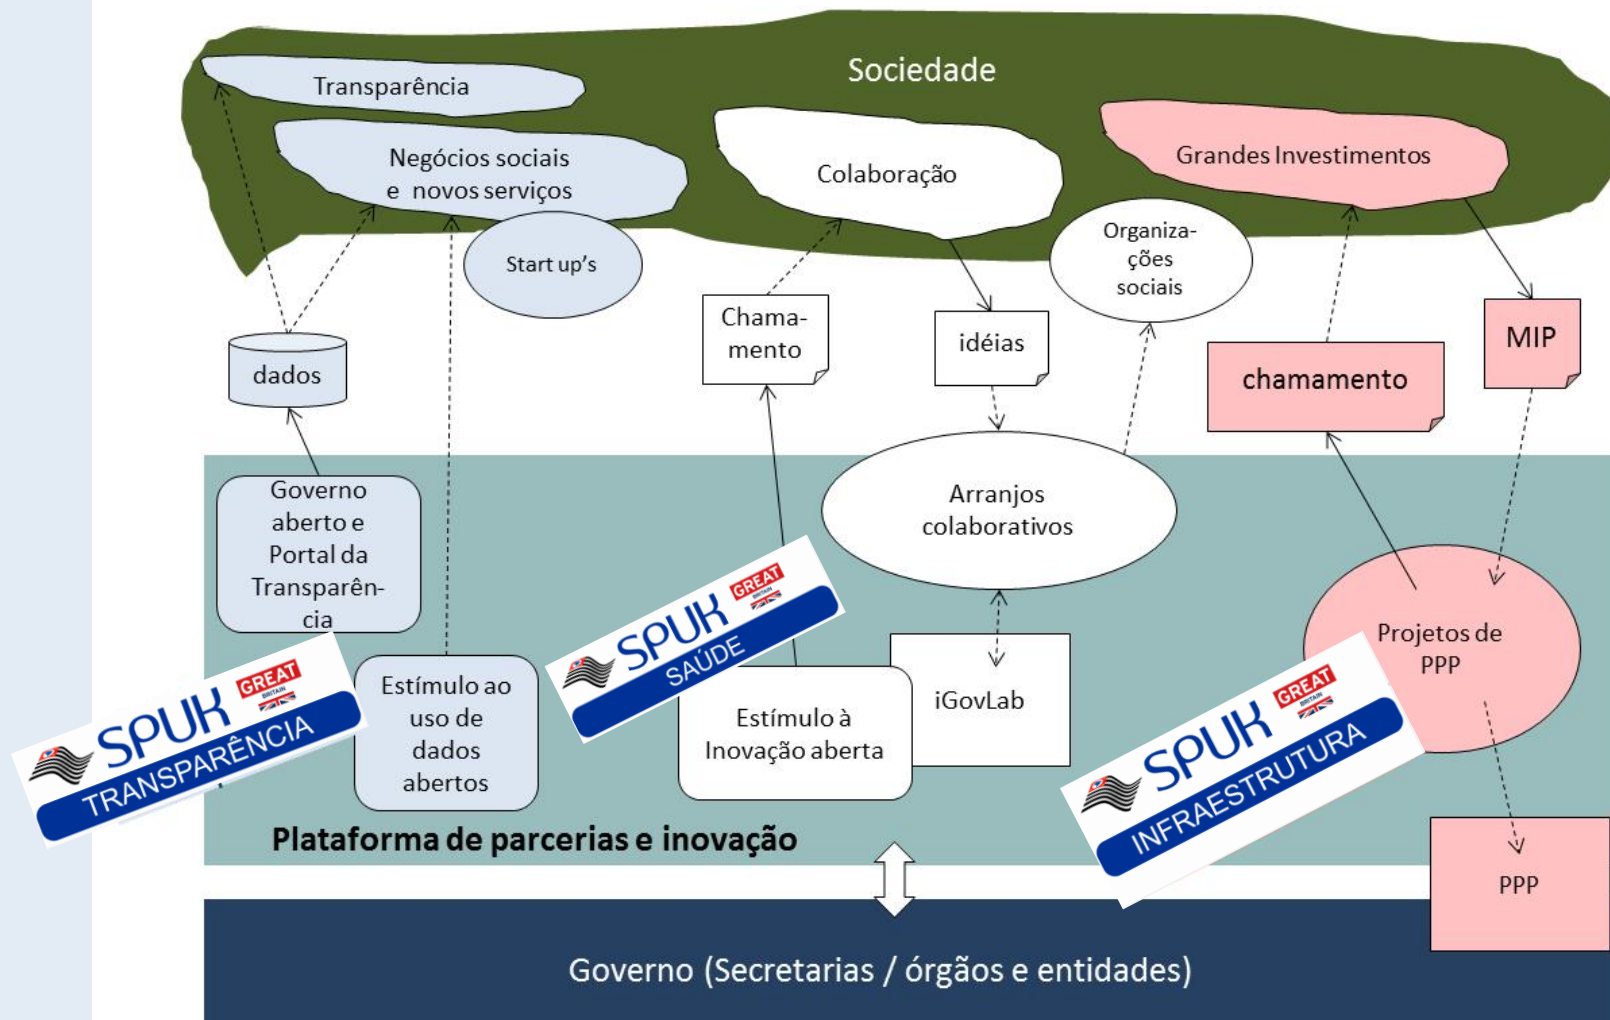 Sociedade
Transparência
Negócios sociais
e novos serviços
Start up's
Colaboração
Grandes Investimentos
Organiza-
ções
sociais
Chama-
mento
idéias
MIP
chamamento
dados
Governo
aberto e
Portal da
Transparên-
cia
Arranjos
colaborativos
Projetos de
PPP
Estímulo ao
uso de
dados
abertos
Estímulo à
Inovação aberta
iGovLab
SPUK
GREAT
BRITAIN
TRANSPARÊNCIA
SPUK
GREAT
BRITAIN
SAÚDE
SPUK
GREAT
BRITAIN
INFRAESTRUTURA
Plataforma de parcerias e inovação
PPP
Governo (Secretarias / órgãos e entidades)